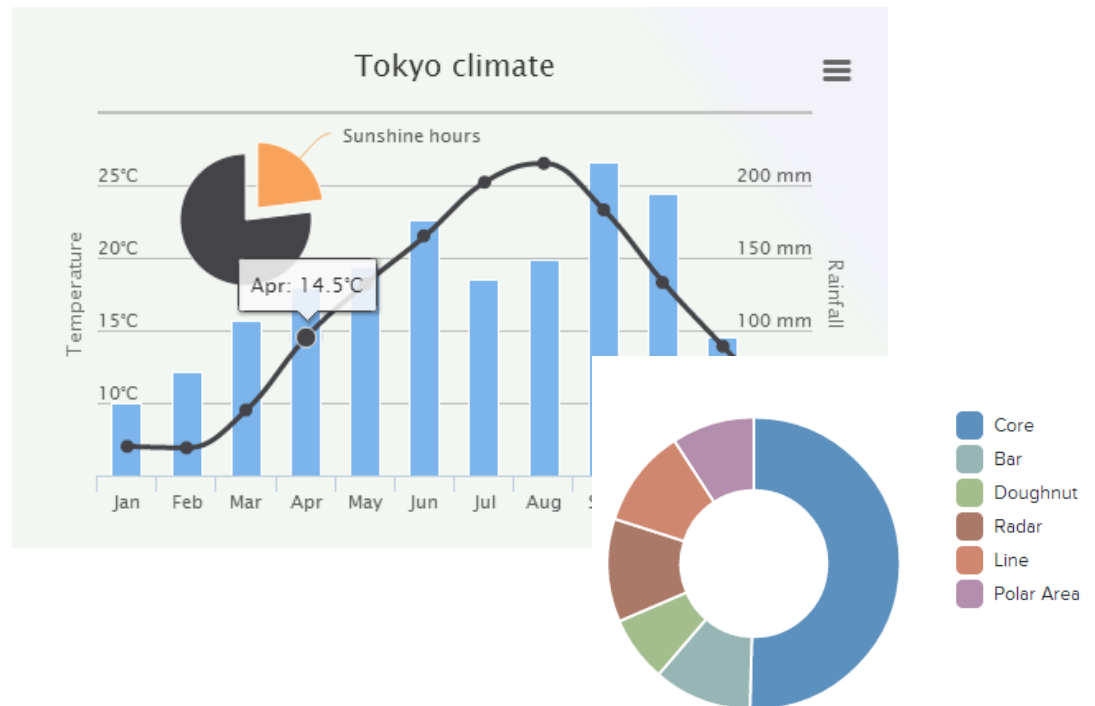 Tokyo climate
Sunshine hours
25°C
200 mm
20°C
150 mm
Temperature
Rainfall
Apr: 14.5°C
15°C
100 mm
10°C
Jan Feb Mar Apr May Jun Jul Aug
Core
Bar
Doughnut
Radar
Line
Polar Area